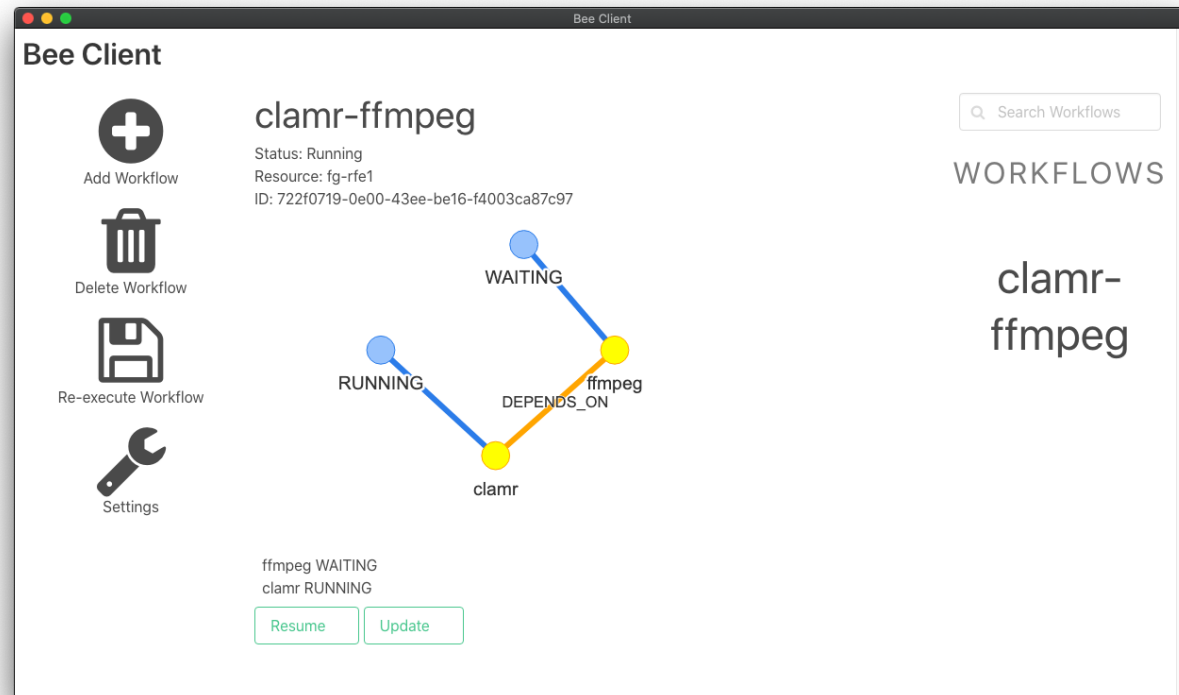 Bee Client
Bee Client
Add Workflow
Delete Workflow
Re-execute Workflow
Settings
clamr-ffmpeg
Status: Running
Resource: fg-rfe1
ID: 722f0719-0e00-43ee-be16-f4003ca87c97
WAITING
RUNNING
ffmpeg
DEPENDS_ON
clamr
ffmpeg WAITING
clamr RUNNING
Resume Update
Search Workflows
WORKFLOWS
clamr-
ffmpeg